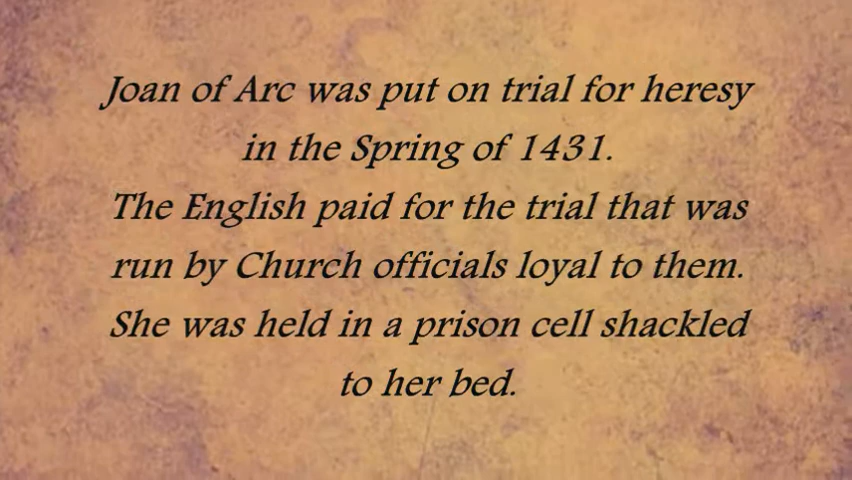 Joan of Arc was put on trial for heresy
in the Spring of 1431.
The English paid for the trial that was
run by Church officials loyal to them.
She was held in a prison cell shackled
to her bed.